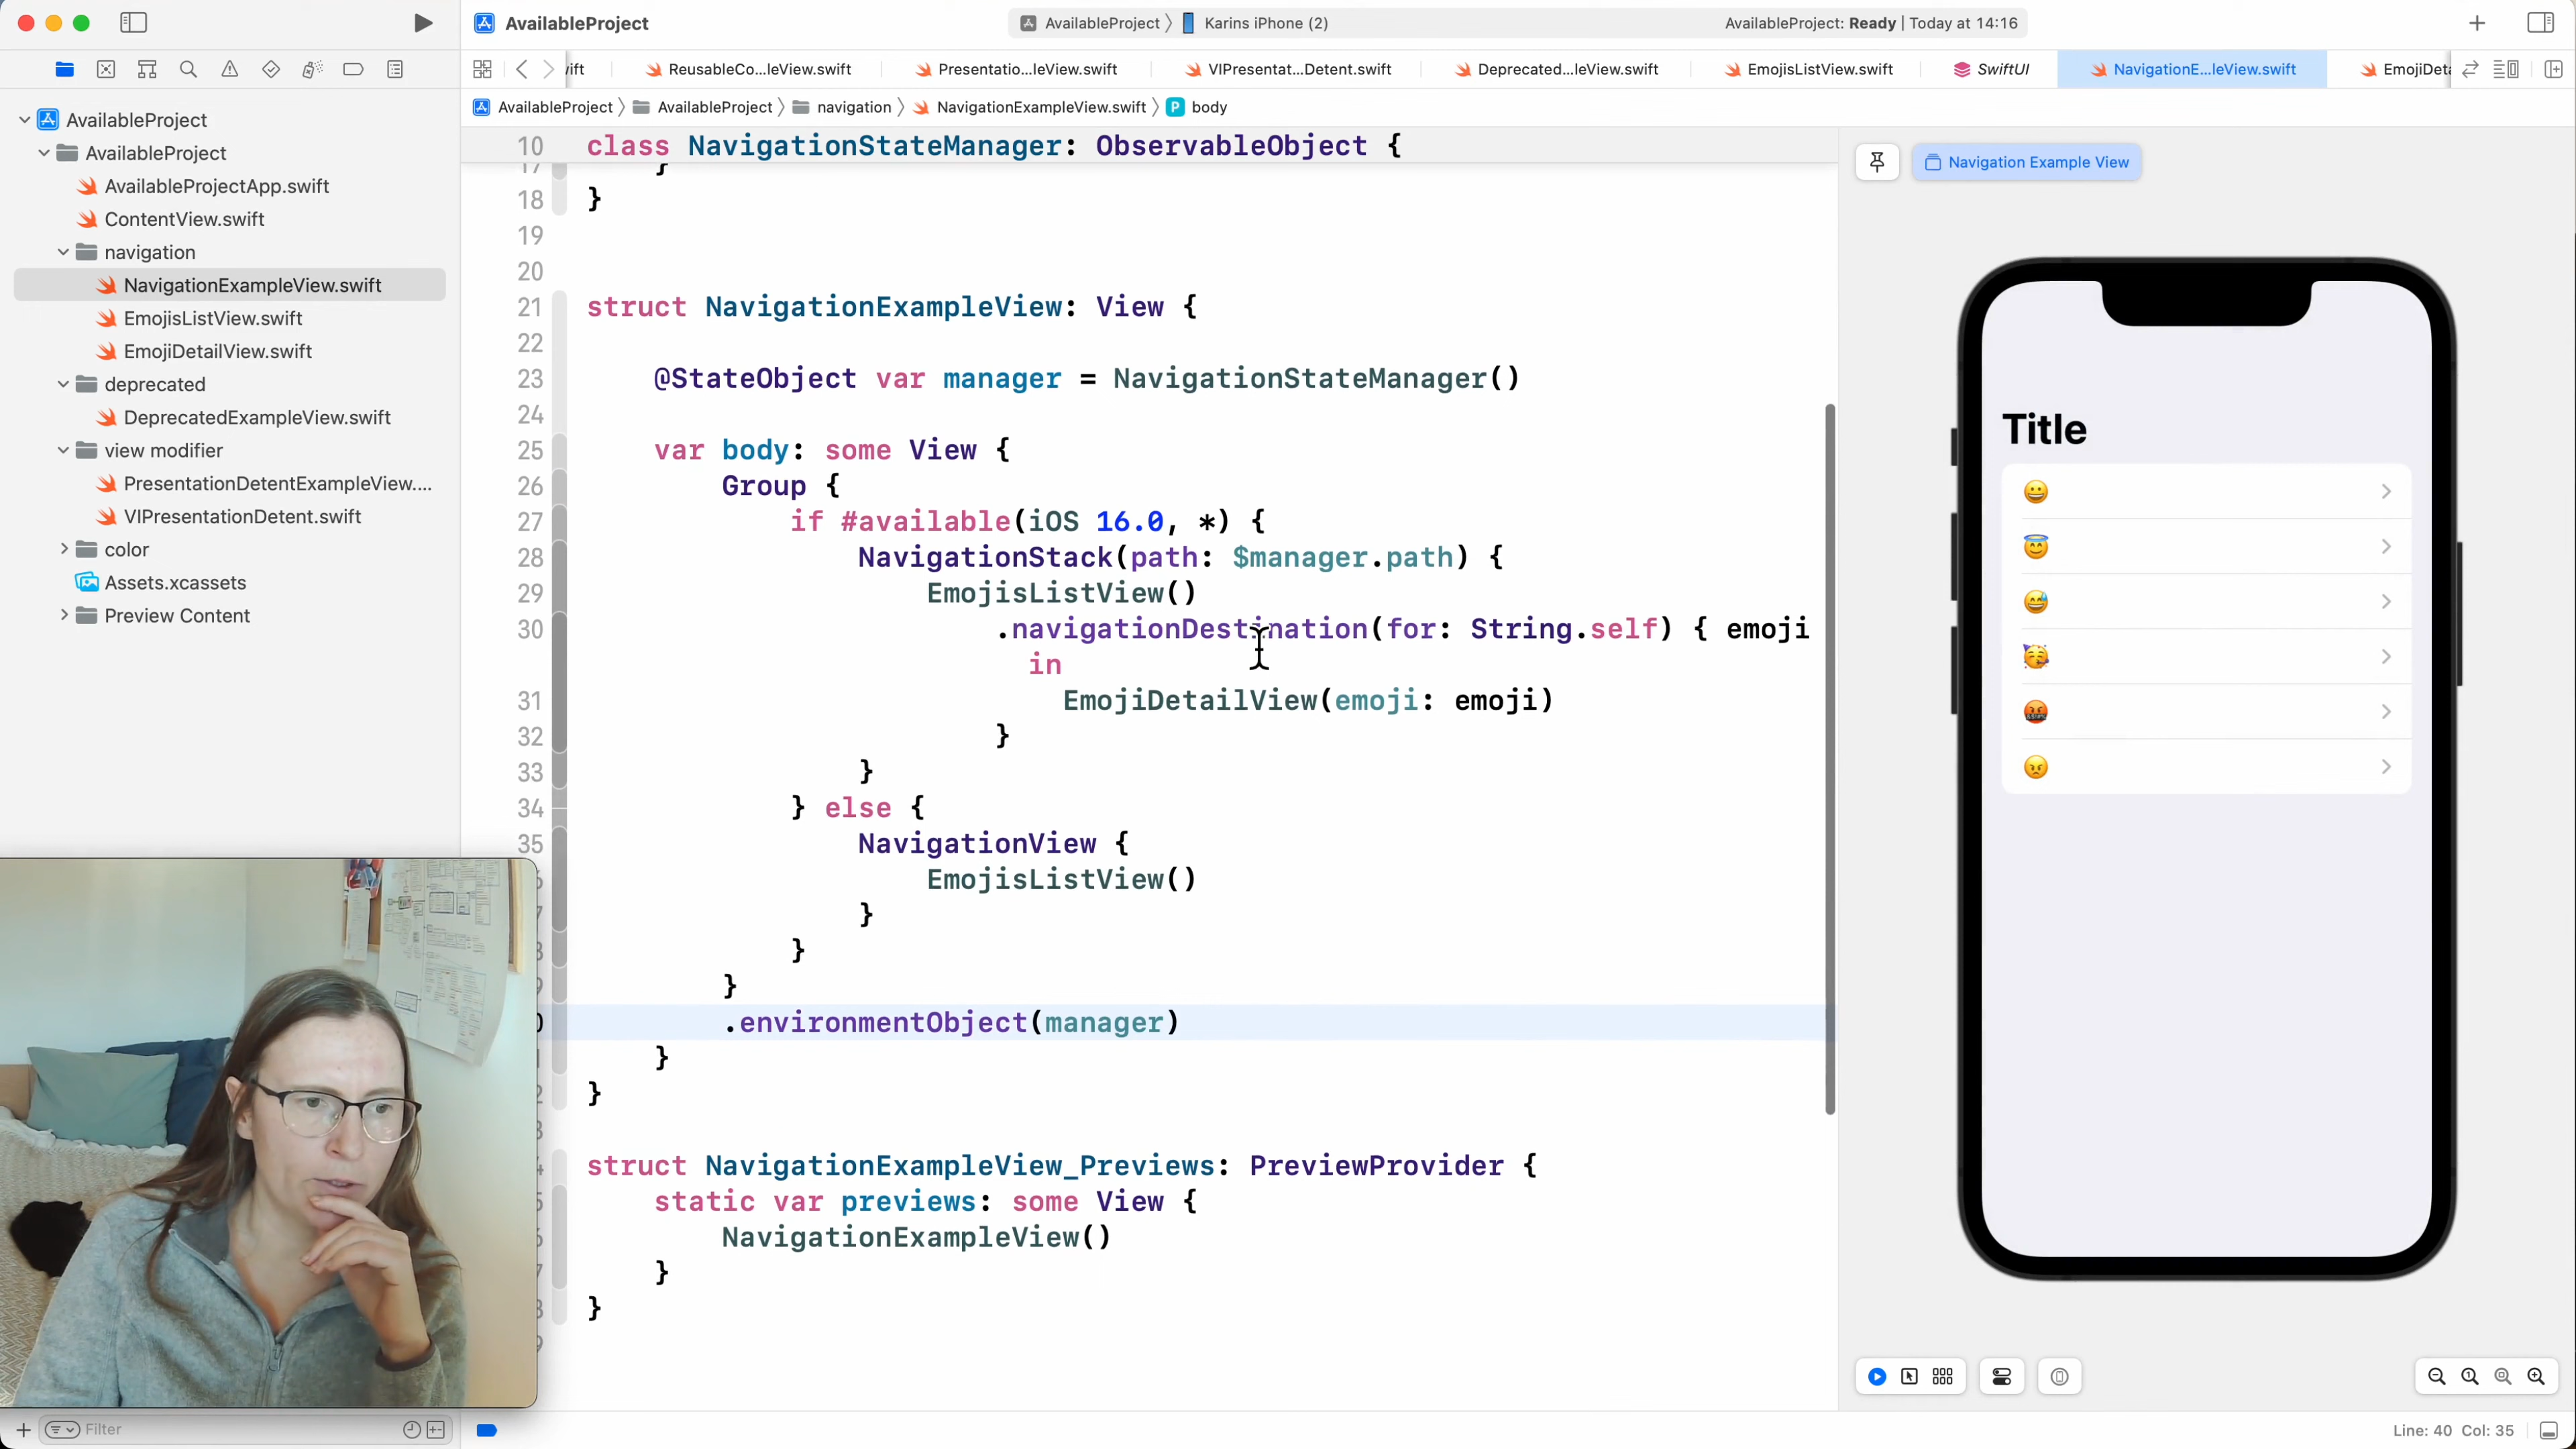 AvailableProject
AvailableProject 〉 Karins iPhone (2)
AvailableProject: Ready | Today at 14:16
ift
ReusableCo...leView.swift
Presentatio...leView.swift
VIPresentat...Detent.swift
Deprecated...leView.swift
EmojisListView.swift
SwiftUI
NavigationE...leView.swift
EmojiDeta
AvailableProject 〉 AvailableProject 〉 navigation 〉 NavigationExampleView.swift 〉 P body
AvailableProject
AvailableProject
AvailableProjectApp.swift
ContentView.swift
navigation
NavigationExampleView.swift
EmojisListView.swift
EmojiDetailView.swift
deprecated
DeprecatedExampleView.swift
view modifier
PresentationDetentExampleView....
VIPresentationDetent.swift
color
Assets.xcassets
Preview Content
Filter
10 class NavigationStateManager: ObservableObject {
17 }
18 }
19
20
21 struct NavigationExampleView: View {
22
23 @StateObject var manager = NavigationStateManager()
24
25 var body: some View {
26 Group {
27 if #available(iOS 16.0, *) {
28 NavigationStack(path: $manager.path) {
29 EmojisListView()
30 .navigationDestination(for: String.self) { emoji
in
31 EmojiDetailView(emoji: emoji)
32 }
33 }
34 } else {
35 NavigationView {
EmojisListView()
}
}
}
.environmentObject(manager)
}
}
struct NavigationExampleView_Previews: PreviewProvider {
static var previews: some View {
NavigationExampleView()
}
}
Navigation Example View
Title
Line: 40 Col: 35